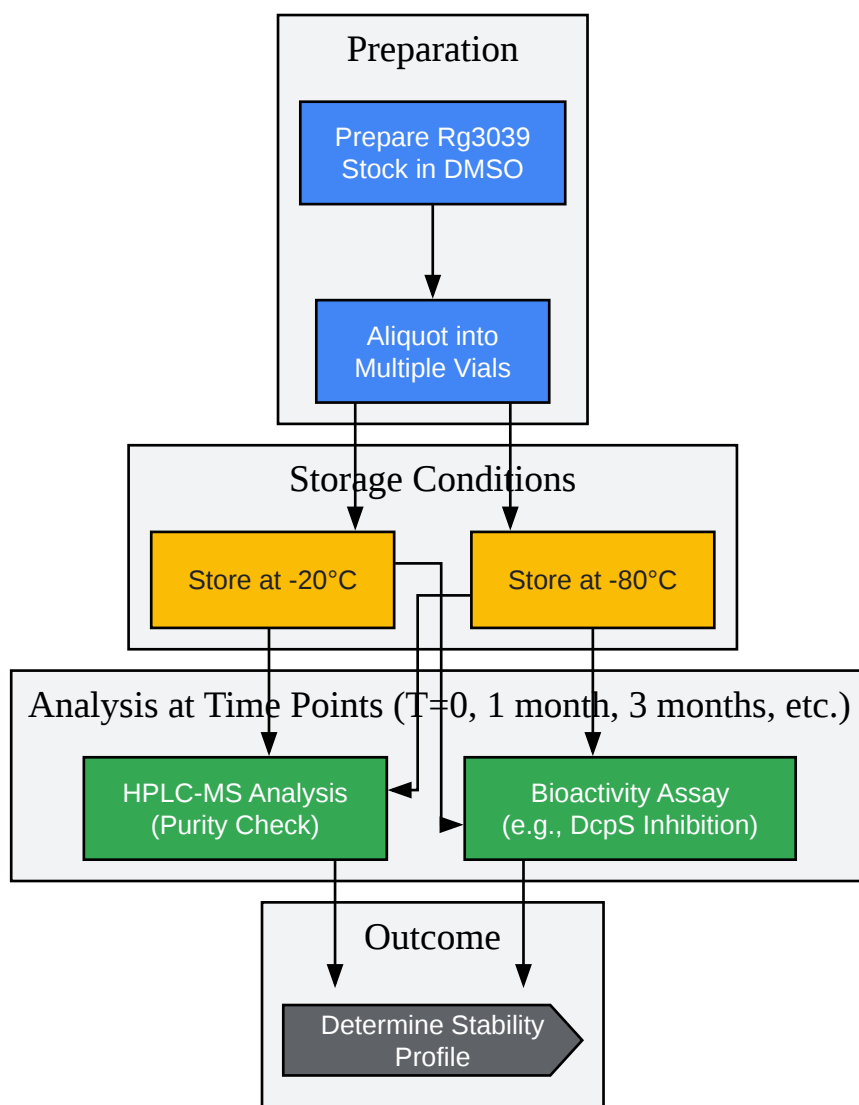 Preparation
Prepare Rg3039
Stock in DMSO
Aliquot into
Multiple Vials
Storage Conditions
Store at -20°C
Store at -80°C
Analysis at Time Points (T=0, 1 month, 3 months, etc.)
HPLC-MS Analysis
(Purity Check)
Bioactivity Assay
(e.g., DcpS Inhibition)
Outcome
Determine Stability
Profile